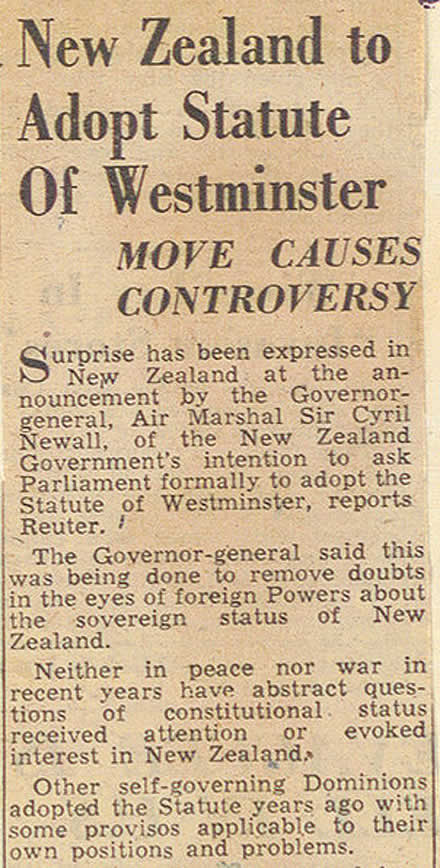 New Zealand to
Adopt Statute
Of Westminster
MOVE CAUSES
CONTROVERSY
Surprise has been expressed in
New Zealand at the an-
nouncement by the Governor-
general, Air Marshal Sir Cyril
Newall, of the New Zealand
Government's intention to ask
Parliament formally to adopt the
Statute of Westminster, reports
Reuter.
The Governor-general said this
was being done to remove doubts
in the eyes of foreign Powers about
the sovereign status of New
Zealand.
Neither in peace nor war in
recent years have abstract ques-
tions of constitutional status
received attention or evoked
interest in New Zealand.
Other self-governing Dominions
adopted the Statute years ago with
some provisos applicable to their
own positions and problems.